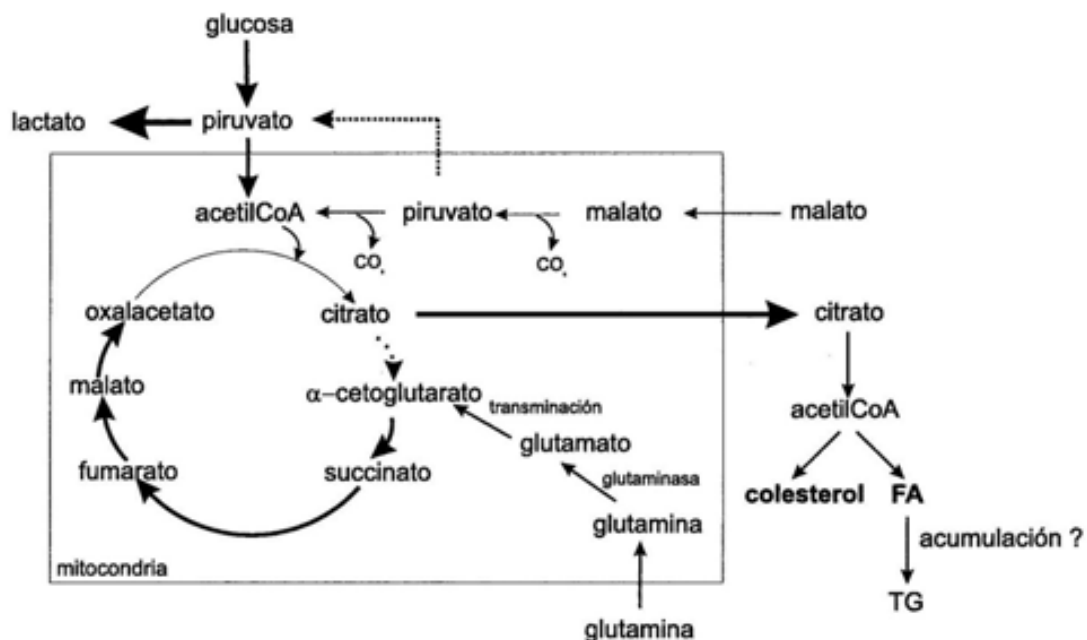 glucosa
lactato
piruvato
acetilCoA
piruvato
malato
malato
co,
co,
oxalacetato
citrato
citrato
malato
α–cetoglutarato
transminación
acetilCoA
glutamato
fumarato
succinato
glutaminasa
colesterol
FA
glutamina
acumulación ?
mitocondria
TG
glutamina